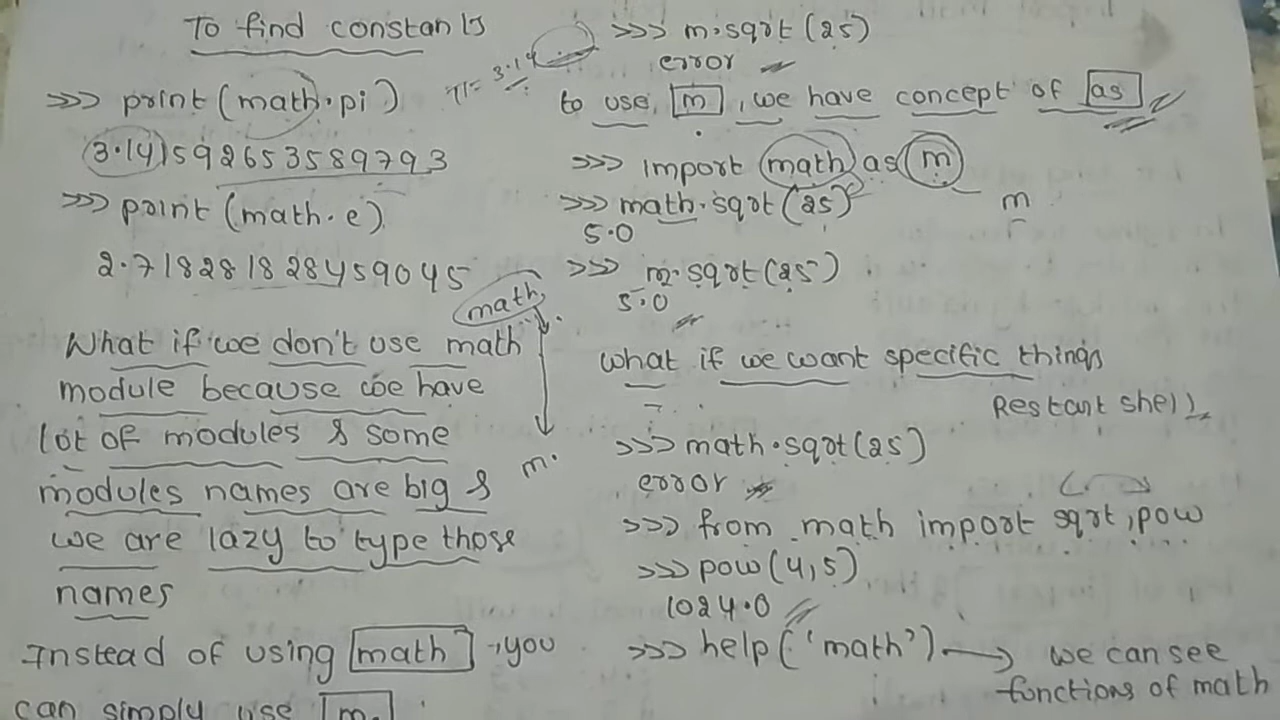 To find constants
>>> print(math.pi)
π= 3.14
3.141592653589793
>>> print(math.e)
2.718281828459045
math
m.
What if we don't use math
module because we have
lot of modules & some
modules names are big &
we are lazy to type those
names
Instead of using math, you
can simply use m.
>>> m.sqrt(25)
error
to use m, we have concept of as
>>> import math as m
m
>>> math.sqrt(25)
5.0
>>> m.sqrt(25)
5.0
what if we want specific things
Restart shell
>>> math.sqrt(25)
error
>>> from math import sqrt, pow
>>> pow(4,5)
1024.0
>>> help('math') → we can see
functions of math